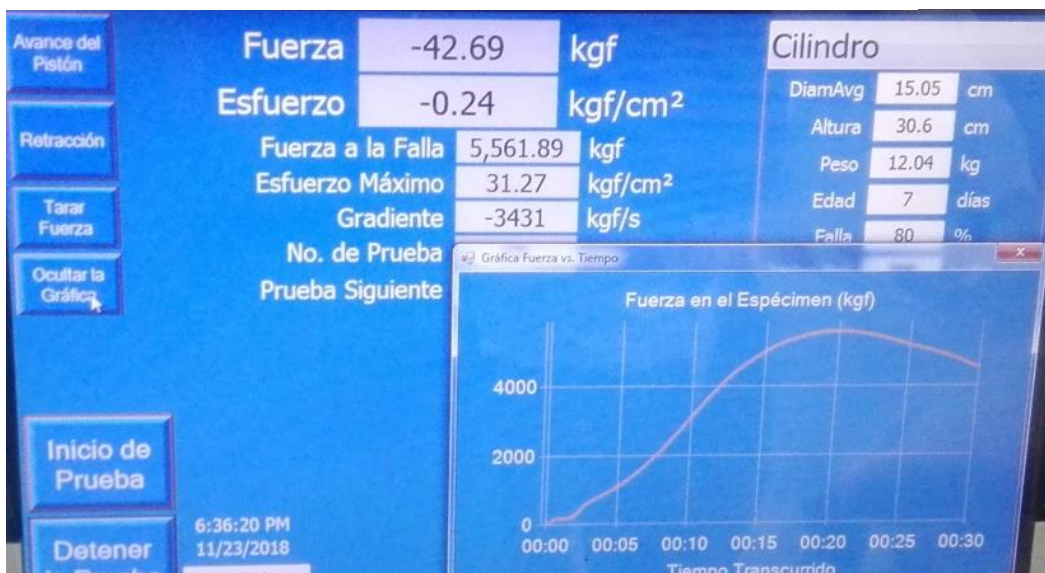 Avance del
Pistón
Retracción
Tarar
Fuerza
Ocultar la
Gráfica
Inicio de
Prueba
Detener
Fuerza -42.69 kgf
Esfuerzo -0.24 kgf/cm²
Fuerza a la Falla 5,561.89 kgf
Esfuerzo Máximo 31.27 kgf/cm²
Gradiente -3431 kgf/s
No. de Prueba
Prueba Siguiente
6:36:20 PM
11/23/2018
Cilindro
DiamAvg 15.05 cm
Altura 30.6 cm
Peso 12.04 kg
Edad 7 días
Falla 80 %
Gráfica Fuerza vs. Tiempo
X
Fuerza en el Espécimen (kgf)
4000
2000
0
00:00 00:05 00:10 00:15 00:20 00:25 00:30
Tiempo Transcurrido